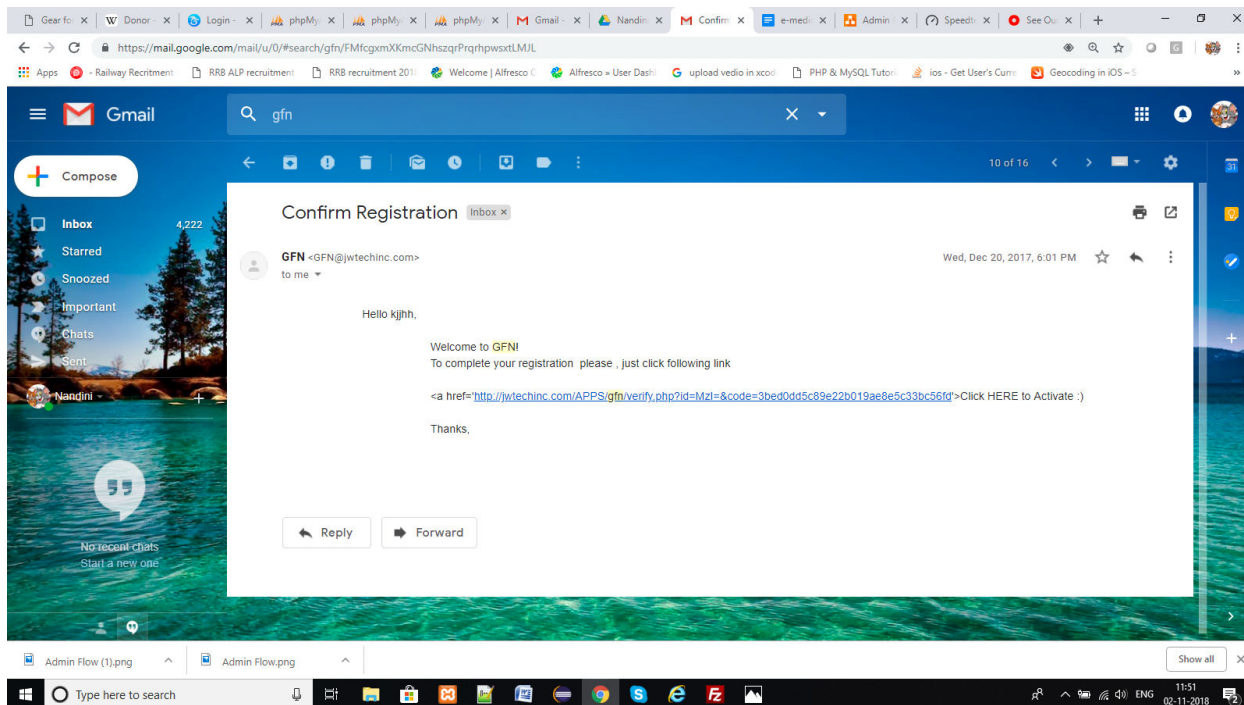 Gear for
Donor -
Login -
phpMy
phpMy
phpMy
Gmail -
Nandini
Confirm
e-medic
Admin
Speedte
See Ou
https://mail.google.com/mail/u/0/#search/gfn/FMfcgxmXKmcGNhszqrPrqrhpwsxtLMJL
Apps
- Railway Recritment
RRB ALP recruitment
RRB recruitment 201
Welcome | Alfresco
Alfresco » User Dash
upload vedio in xcod
PHP & MySQL Tutor
ios - Get User's Curre
Geocoding in iOS –
»
Gmail
gfn
Compose
10 of 16
31
Inbox 4,222
Starred
Snoozed
Important
Chats
Sent
Nandini
No recent chats
Start a new one
Confirm Registration Inbox ×
GFN <GFN@jwtechinc.com>
Wed, Dec 20, 2017, 6:01 PM
to me
Hello kjjhh,
Welcome to GFN!
To complete your registration please , just click following link
<a href='http://jwtechinc.com/APPS/gfn/verify.php?id=MzI=&code=3bed0dd5c89e22b019ae8e5c33bc56fd'>Click HERE to Activate :)
Thanks,
Reply
Forward
Admin Flow (1).png
Admin Flow.png
Show all
Type here to search
ENG
11:51
02-11-2018
2